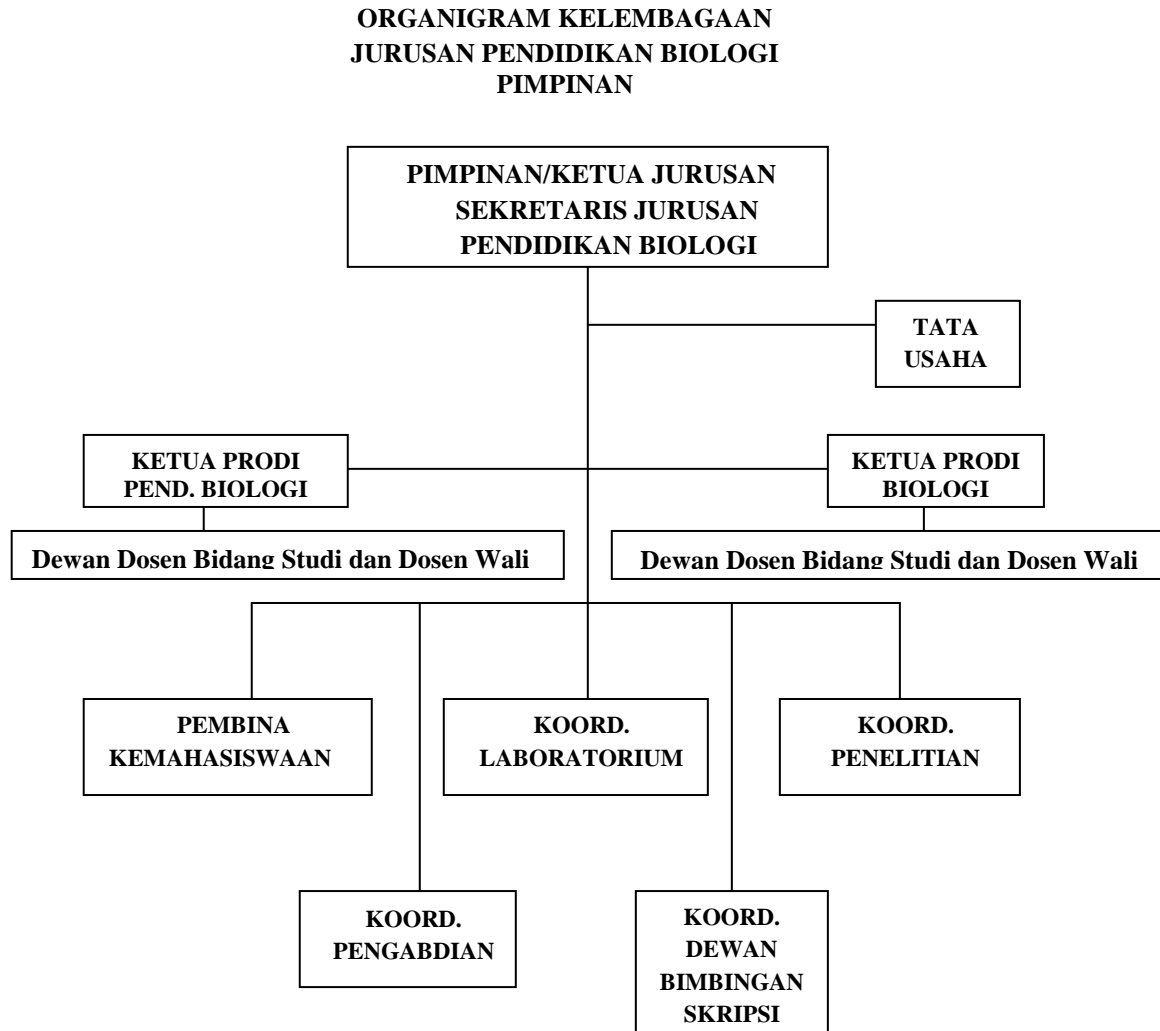 ORGANIGRAM KELEMBAGAAN
JURUSAN PENDIDIKAN BIOLOGI
PIMPINAN
PIMPINAN/KETUA JURUSAN
SEKRETARIS JURUSAN
PENDIDIKAN BIOLOGI
TATA
USAHA
KETUA PRODI
PEND. BIOLOGI
KETUA PRODI
BIOLOGI
Dewan Dosen Bidang Studi dan Dosen Wali
Dewan Dosen Bidang Studi dan Dosen Wali
PEMBINA
KEMAHASISWAAN
KOORD.
LABORATORIUM
KOORD.
PENELITIAN
KOORD.
PENGABDIAN
KOORD.
DEWAN
BIMBINGAN
SKRIPSI